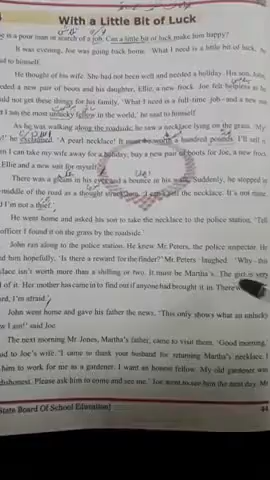 With a Little Bit of Luck
is a poor man in search of a job. Can a little bit of luck make him happy?
It was evening. Joe was going back home. 'What I need is a little bit of luck,' he
said to himself.
He thought of his wife. She had not been well and needed a holiday. His son, John,
needed a new pair of boots and his daughter, Ellie, a new frock. Joe felt helpless
could not get these things for family. 'What I need is a full-time job - and a new
I am the most unlucky fellow in the world,' he said to himself.
As he was walking along the roadside, he saw a necklace lying on the grass. 'My
!' he exclaimed. 'A pearl necklace! It must be worth a hundred pounds. I'll sell it
can I take my wife away for a holiday; buy a new pair of boots for Joe, a new frock
Ellie and a new suit for myself.'
There was a gleam in his eyes and a bounce in his walk. Suddenly, he stopped in
middle of the road as a thought struck him. 'I can't sell the necklace. It's not mine.
d I'm not a thief.'
He went home and asked his son to take the necklace to the police station. 'Tell
officer I found it on the grass by the roadside.'
John ran along to the police station. He knew Mr. Peters, the police inspector. He
him hopefully, 'Is there a reward for the finder?' Mr. Peters laughed. 'Why - this
necklace isn't worth more than a shilling or two. It must be Martha's. The girl is very
of it. Her mother has come in to find out if anyone had brought it in. There
I'm afraid.'
John went home and gave his father the news. 'This only shows what an unlucky
I am!' said Joe.
The next morning Mr Jones, Martha's father, came to visit them. 'Good morning,'
said to Joe's wife. 'I came to thank your husband for returning Martha's necklace. I
him to work for me as a gardener. I want an honest fellow. My old gardener was
dishonest. Please ask him to come and see me.' Joe went to see him the next day. Mr
State Board Of School Education)